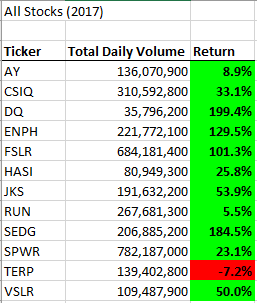 All Stocks (2017)
Ticker Total Daily Volume Return
AY 136,070,900 8.9%
CSIQ 310,592,800 33.1%
DQ 35,796,200 199.4%
ENPH 221,772,100 129.5%
FSLR 684,181,400 101.3%
HASI 80,949,300 25.8%
JKS 191,632,200 53.9%
RUN 267,681,300 5.5%
SEDG 206,885,200 184.5%
SPWR 782,187,000 23.1%
TERP 139,402,800 -7.2%
VSLR 109,487,900 50.0%